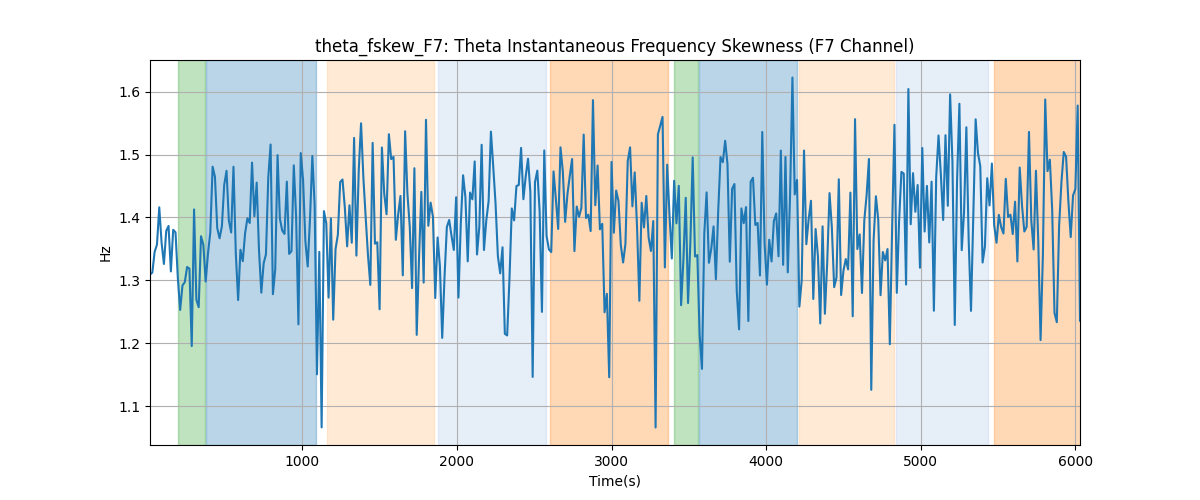 theta_fskew_F7: Theta Instantaneous Frequency Skewness (F7 Channel)
1.6
1.5
1.4
1.3
1.2
1.1
Hz
1000 2000 3000 4000 5000 6000
Time(s)